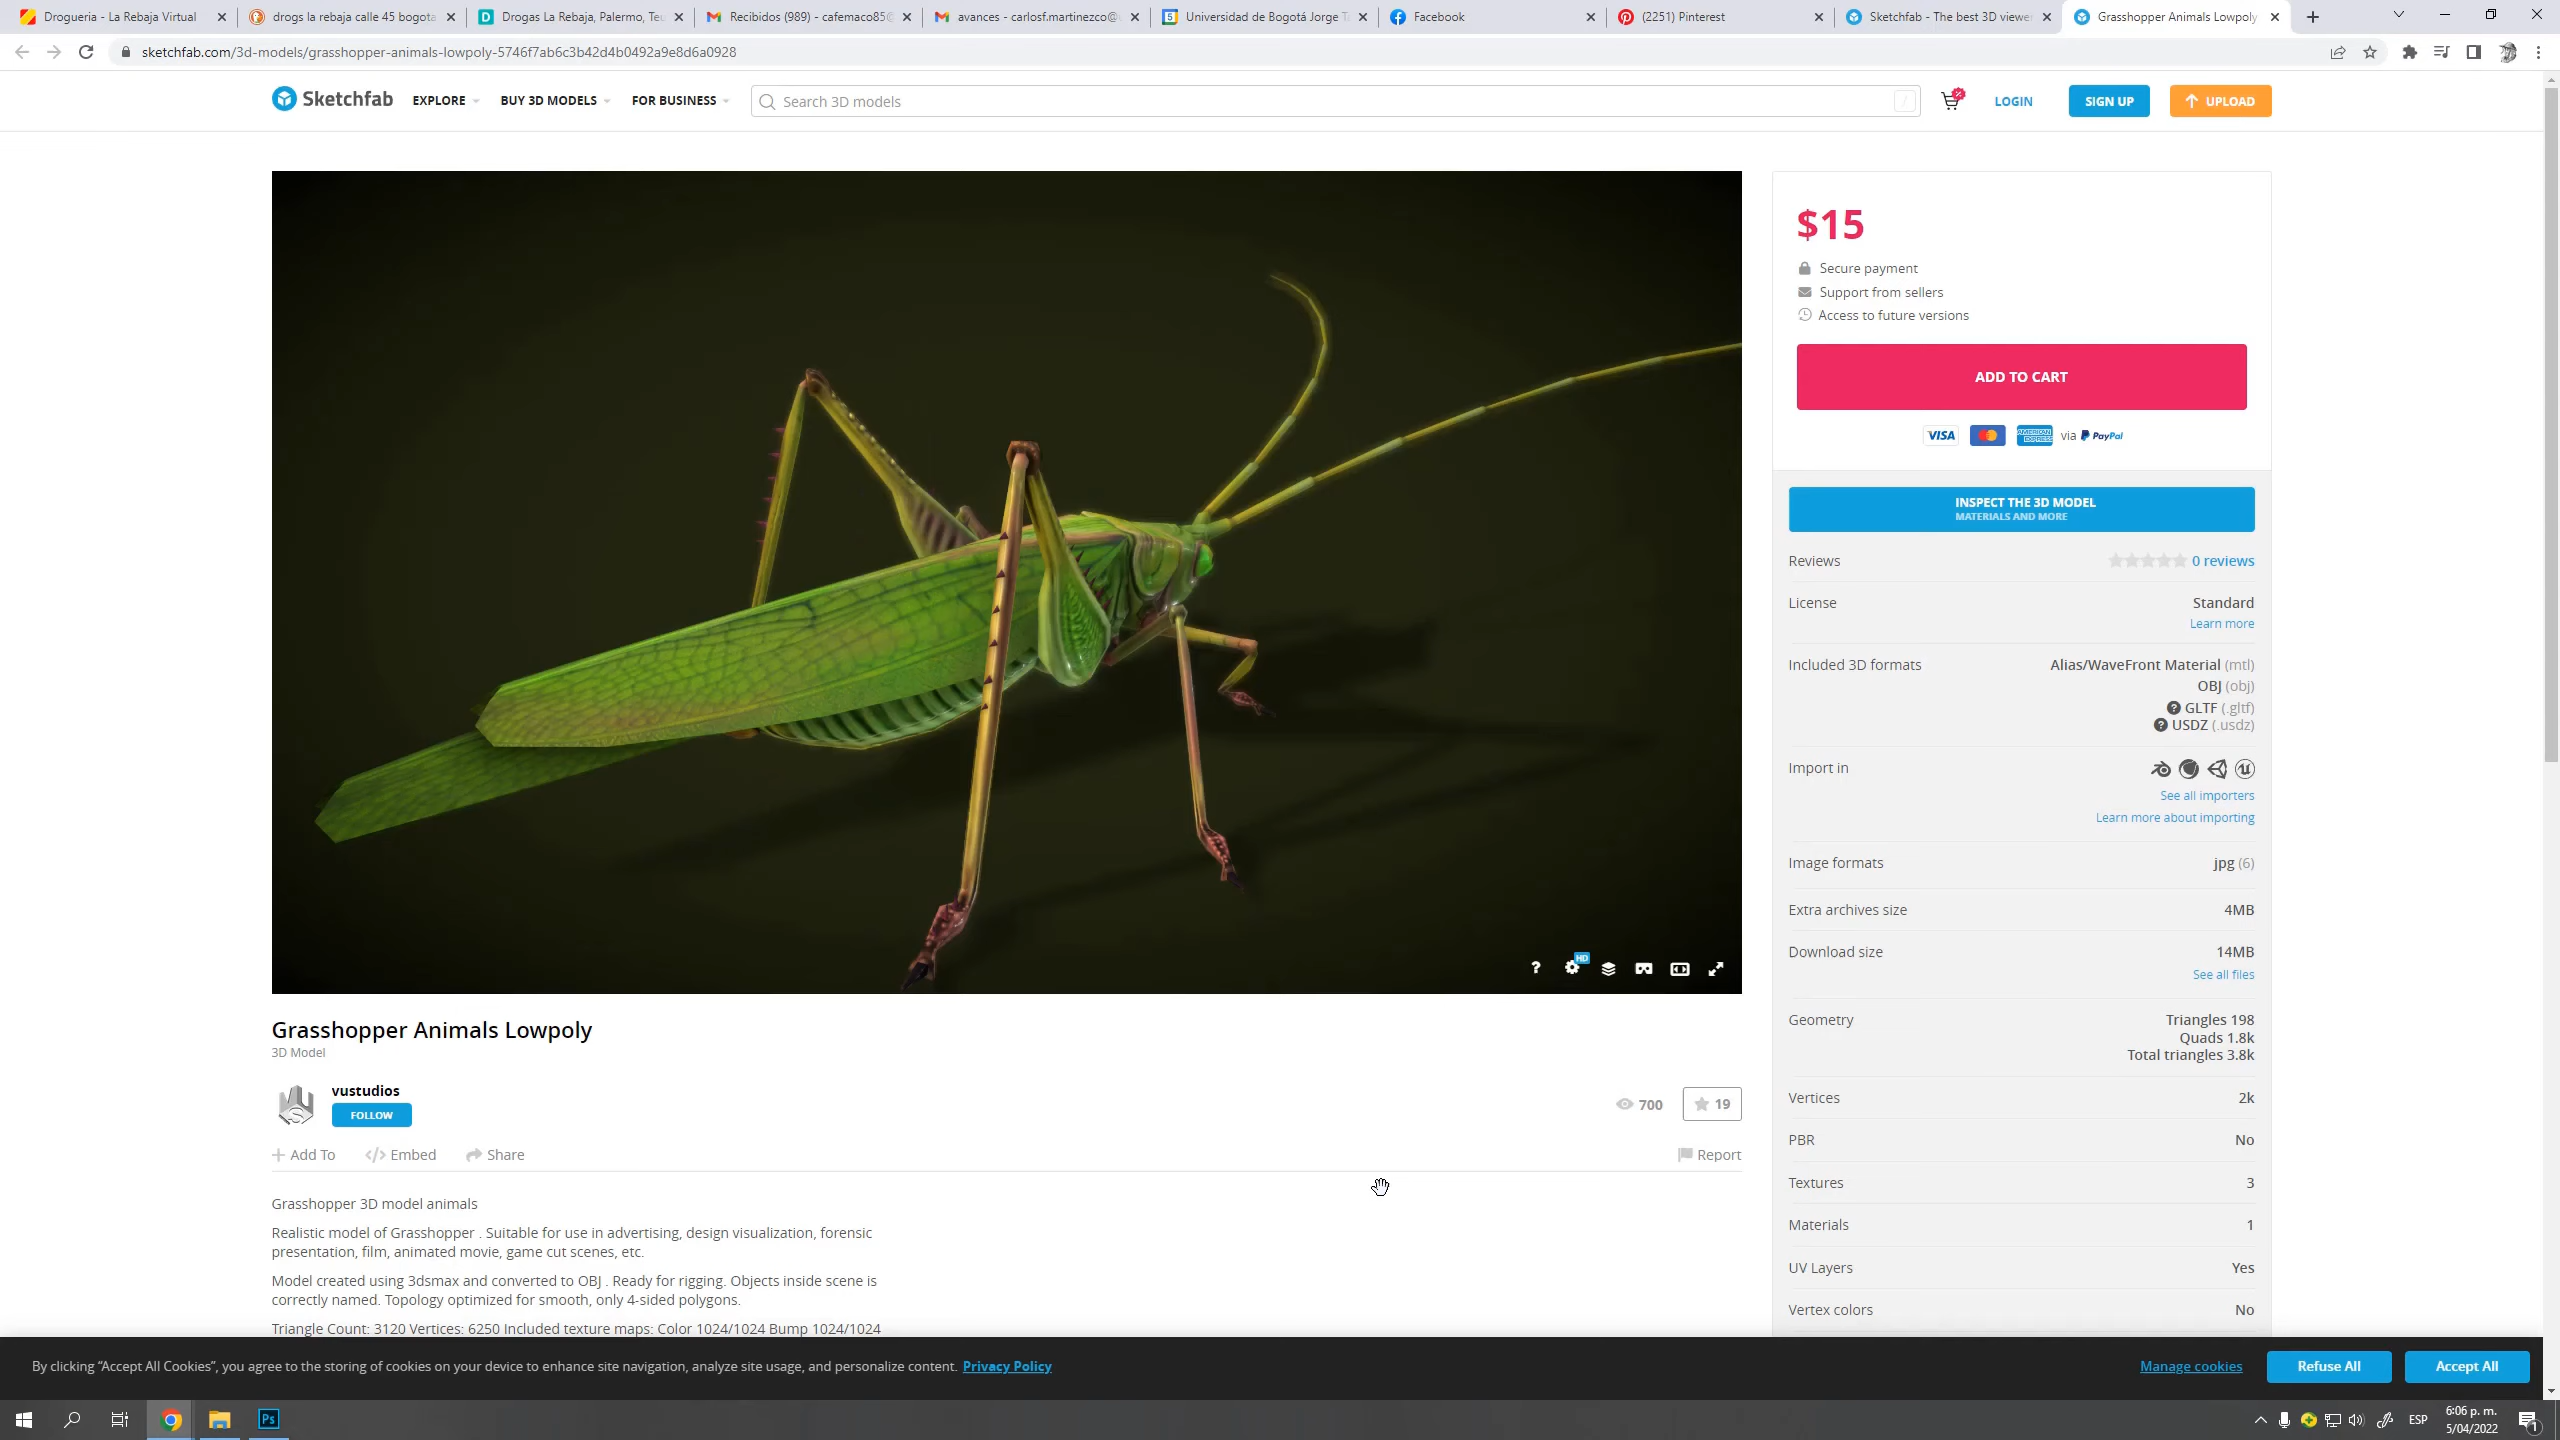 Drogueria - La Rebaja Virtual
drogs la rebaja calle 45 bogota
Drogas La Rebaja, Palermo, Teu
Recibidos (989) - cafemaco85@
avances - carlosf.martinezco@u
Universidad de Bogotá Jorge Ta
Facebook
(2251) Pinterest
Sketchfab - The best 3D viewer
Grasshopper Animals Lowpoly
sketchfab.com/3d-models/grasshopper-animals-lowpoly-5746f7ab6c3b42d4b0492a9e8d6a0928
Sketchfab
EXPLORE
BUY 3D MODELS
FOR BUSINESS
Search 3D models
/
LOGIN
SIGN UP
UPLOAD
$15
Secure payment
Support from sellers
Access to future versions
ADD TO CART
VISA
AMERICAN EXPRESS
via PayPal
INSPECT THE 3D MODEL
MATERIALS AND MORE
Reviews 0 reviews
License Standard
Learn more
Included 3D formats Alias/WaveFront Material (mtl)
OBJ (obj)
? GLTF (.gltf)
? USDZ (.usdz)
Import in
See all importers
Learn more about importing
Image formats jpg (6)
Extra archives size 4MB
Download size 14MB
See all files
Geometry Triangles 198
Quads 1.8k
Total triangles 3.8k
Vertices 2k
PBR No
Textures 3
Materials 1
UV Layers Yes
Vertex colors No
? HD
Grasshopper Animals Lowpoly
3D Model
vustudios
FOLLOW
700
19
Add To
Embed
Share
Report
Grasshopper 3D model animals
Realistic model of Grasshopper . Suitable for use in advertising, design visualization, forensic
presentation, film, animated movie, game cut scenes, etc.
Model created using 3dsmax and converted to OBJ . Ready for rigging. Objects inside scene is
correctly named. Topology optimized for smooth, only 4-sided polygons.
Triangle Count: 3120 Vertices: 6250 Included texture maps: Color 1024/1024 Bump 1024/1024
By clicking “Accept All Cookies”, you agree to the storing of cookies on your device to enhance site navigation, analyze site usage, and personalize content. Privacy Policy
Manage cookies
Refuse All
Accept All
Ps
ESP
6:06 p. m.
5/04/2022
1